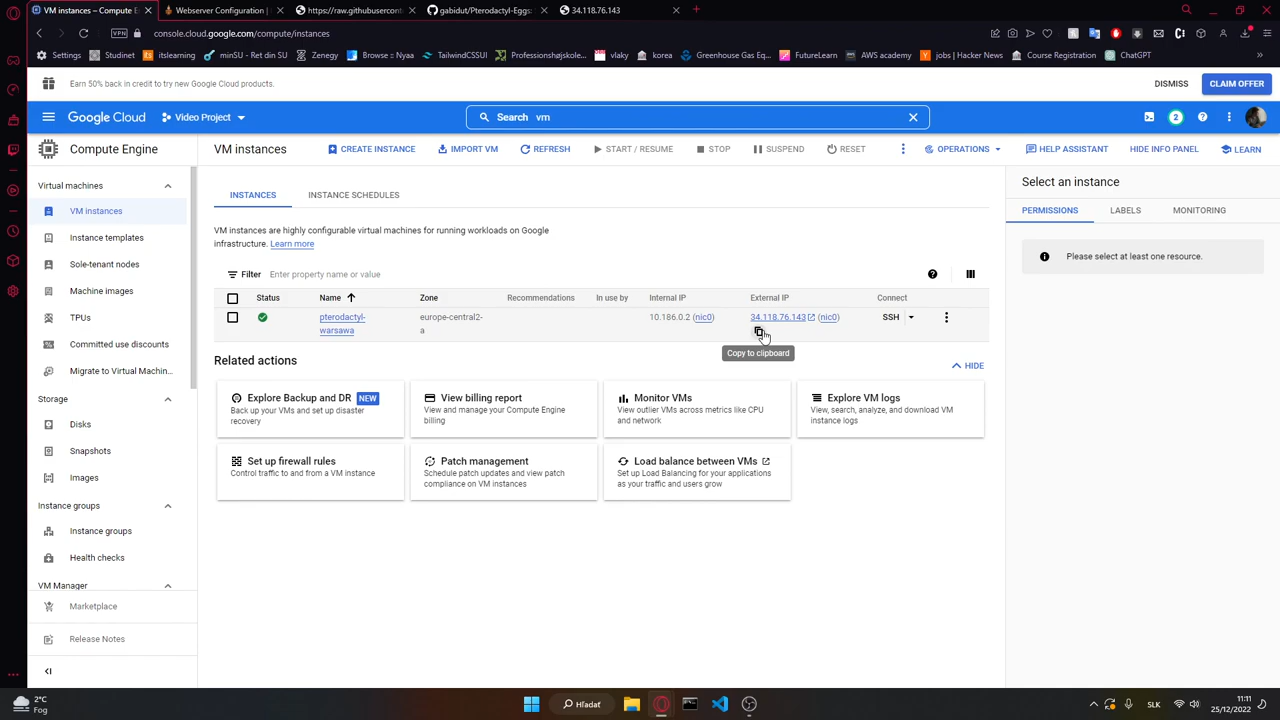 VM instances – Compute E
Webserver Configuration |
https://raw.githubusercont
gabidut/Pterodactyl-Eggs:
34.118.76.143
VPN
console.cloud.google.com/compute/instances
Settings
Studinet
itslearning
minSU - Ret din SU
Zenegy
Browse :: Nyaa
TailwindCSSUI
Professionshøjskole...
vlaky
korea
Greenhouse Gas Eq...
FutureLearn
AWS academy
jobs | Hacker News
Course Registration
ChatGPT
Earn 50% back in credit to try new Google Cloud products.
DISMISS
CLAIM OFFER
Google Cloud
Video Project
Search vm
2
Compute Engine
VM instances
CREATE INSTANCE
IMPORT VM
REFRESH
START / RESUME
STOP
SUSPEND
RESET
OPERATIONS
HELP ASSISTANT
HIDE INFO PANEL
LEARN
Virtual machines
VM instances
Instance templates
Sole-tenant nodes
Machine images
TPUs
Committed use discounts
Migrate to Virtual Machin...
Storage
Disks
Snapshots
Images
Instance groups
Instance groups
Health checks
VM Manager
Marketplace
Release Notes
INSTANCES
INSTANCE SCHEDULES
VM instances are highly configurable virtual machines for running workloads on Google
infrastructure. Learn more
Filter Enter property name or value
Status
Name
Zone
Recommendations
In use by
Internal IP
External IP
Connect
pterodactyl-
warsawa
europe-central2-
a
10.186.0.2 (nic0)
34.118.76.143 (nic0)
SSH
Copy to clipboard
Related actions
HIDE
Explore Backup and DR NEW
Back up your VMs and set up disaster
recovery
View billing report
View and manage your Compute Engine
billing
Monitor VMs
View outlier VMs across metrics like CPU
and network
Explore VM logs
View, search, analyze, and download VM
instance logs
Set up firewall rules
Control traffic to and from a VM instance
Patch management
Schedule patch updates and view patch
compliance on VM instances
Load balance between VMs
Set up Load Balancing for your applications
as your traffic and users grow
Select an instance
PERMISSIONS
LABELS
MONITORING
Please select at least one resource.
2°C
Fog
Hľadať
SLK
11:11
25/12/2022